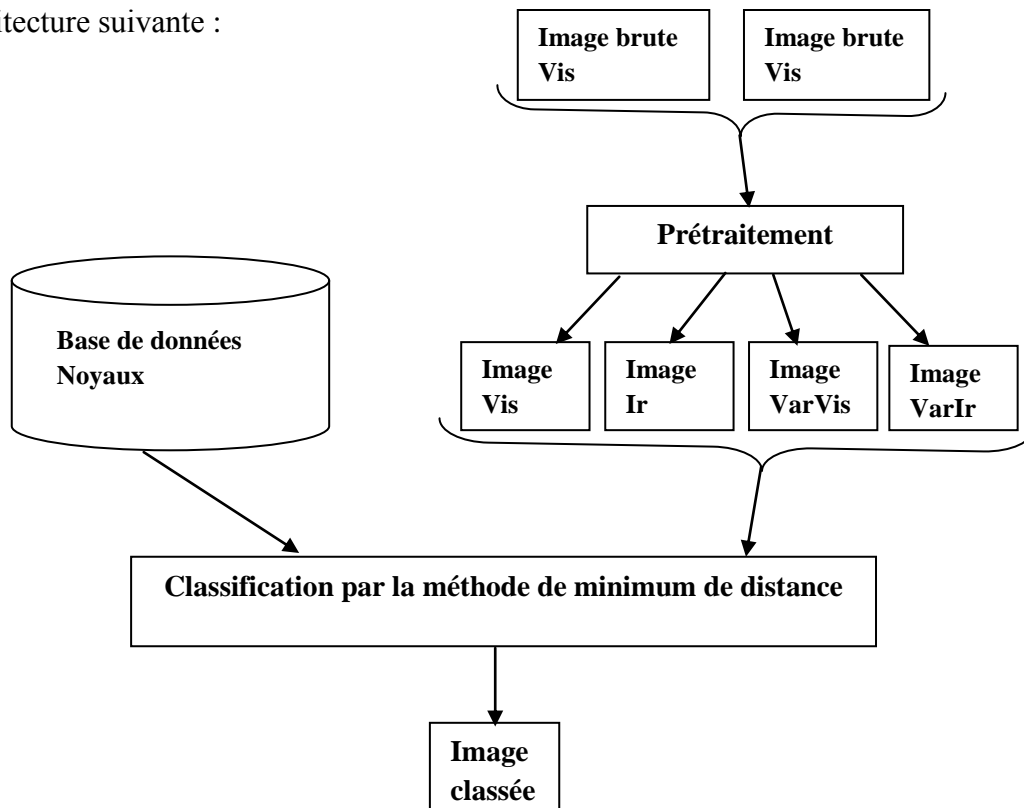 itecture suivante :
Image brute
Vis
Image brute
Vis
Prétraitement
Base de données
Noyaux
Image
Vis
Image
Ir
Image
VarVis
Image
VarIr
Classification par la méthode de minimum de distance
Image
classée